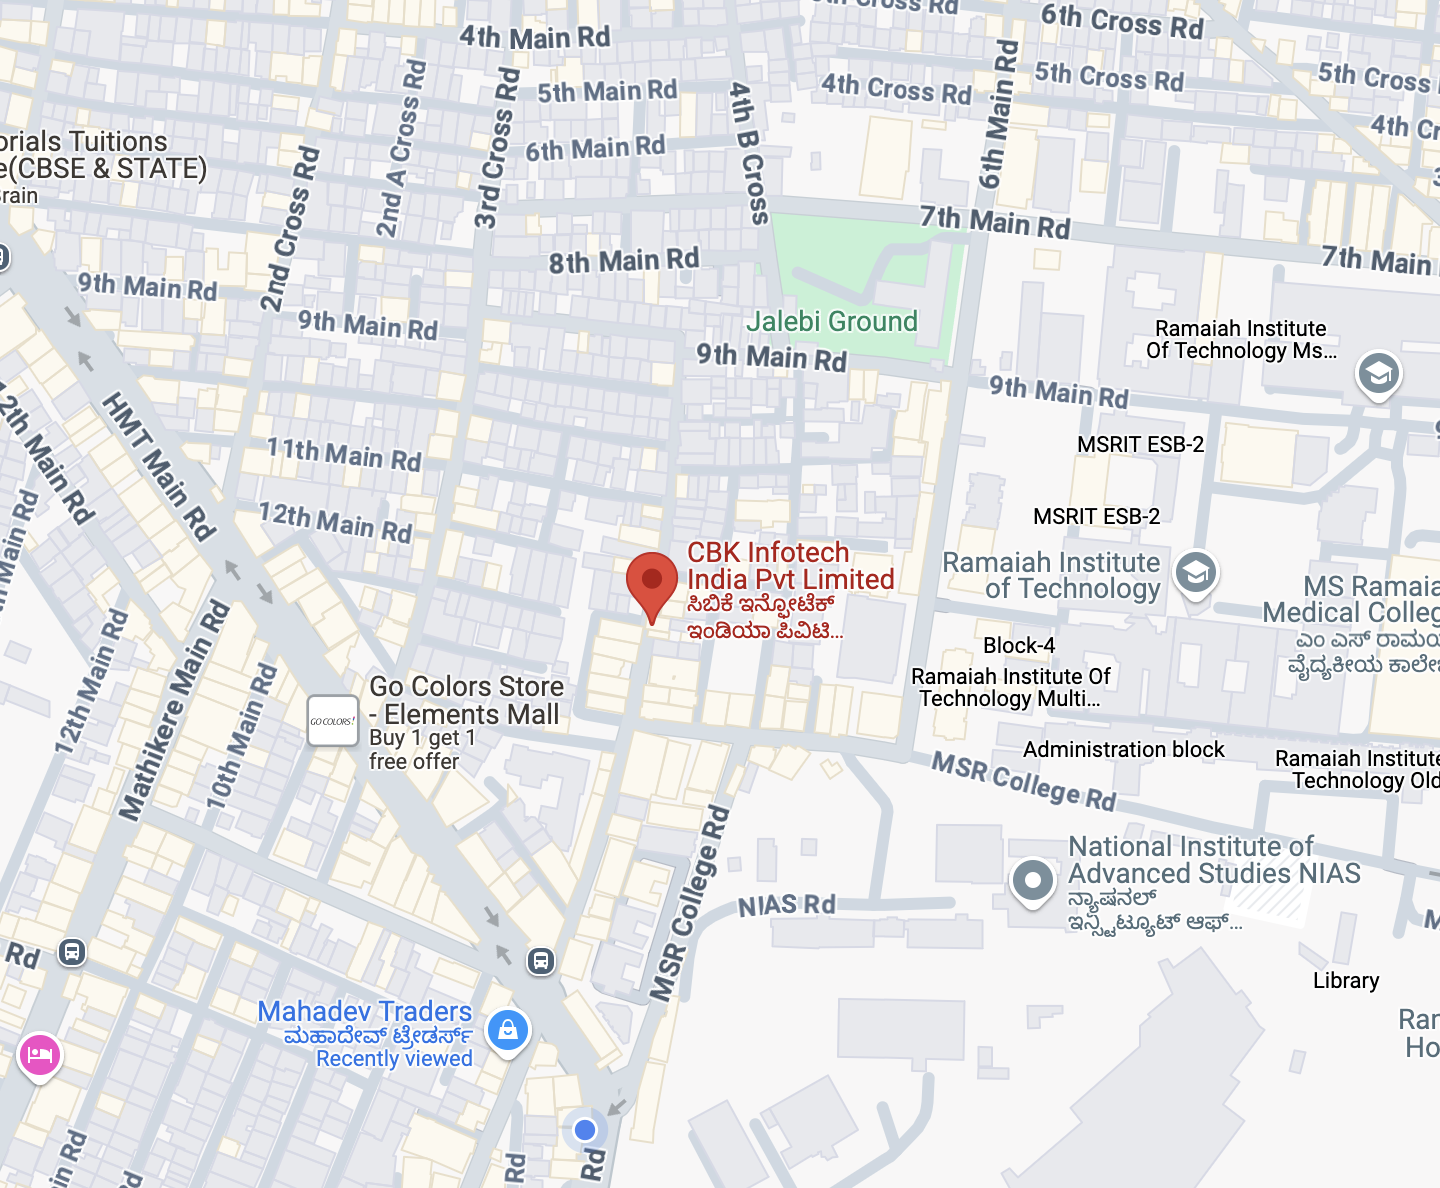 6th Cross Rd
4th Main Rd
5th Cross Rd
5th Cross
4th Cross Rd
5th Main Rd
2nd A Cross Rd
3rd Cross Rd
4th B Cross
6th Main Rd
6th Main Rd
2nd Cross Rd
orials Tuitions
e(CBSE & STATE)
7th Main Rd
7th Main
8th Main Rd
9th Main Rd
9th Main Rd
Jalebi Ground
9th Main Rd
9th Main Rd
Ramaiah Institute
Of Technology Ms...
12th Main Rd
HMT Main Rd
11th Main Rd
12th Main Rd
MSRIT ESB-2
MSRIT ESB-2
CBK Infotech
India Pvt Limited
ಸಿಬಿಕೆ ಇನ್ಫೋಟೆಕ್
ಇಂಡಿಯಾ ಪಿವಿಟಿ...
Ramaiah Institute
of Technology
MS Ramaia
Medical Colleg
ಎಂ ಎಸ್ ರಾಮಯ
ವೈದ್ಯಕೀಯ ಕಾಲೇಜ
Block-4
Ramaiah Institute Of
Technology Multi...
Main Rd
12th Main Rd
Mathikere Main Rd
10th Main Rd
GO COLORS!
Go Colors Store
- Elements Mall
Buy 1 get 1
free offer
Administration block
Ramaiah Institute
Technology Old
MSR College Rd
MSR College Rd
National Institute of
Advanced Studies NIAS
ನ್ಯಾಷನಲ್
ಇನ್ಸ್ಟಿಟ್ಯೂಟ್ ಆಫ್...
NIAS Rd
Rd
Library
Mahadev Traders
ಮಹಾದೇವ್ ಟ್ರೇಡರ್ಸ್
Recently viewed
Ran
Ho
Rd
Rd
Rd